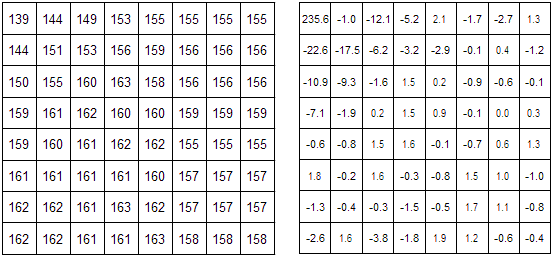 139 144 149 153 155 155 155 155 235.6 -1.0 -12.1 -5.2 2.1 -1.7 -2.7 1.3
144 151 153 156 159 156 156 156 -22.6 -17.5 -6.2 -3.2 -2.9 -0.1 0.4 -1.2
150 155 160 163 158 156 156 156 -10.9 -9.3 -1.6 1.5 0.2 -0.9 -0.6 -0.1
159 161 162 160 160 159 159 159 -7.1 -1.9 0.2 1.5 0.9 -0.1 0.0 0.3
159 160 161 162 162 155 155 155 -0.6 -0.8 1.5 1.6 -0.1 -0.7 0.6 1.3
161 161 161 161 160 157 157 157 1.8 -0.2 1.6 -0.3 -0.8 1.5 1.0 -1.0
162 162 161 163 162 157 157 157 -1.3 -0.4 -0.3 -1.5 -0.5 1.7 1.1 -0.8
162 162 161 161 163 158 158 158 -2.6 1.6 -3.8 -1.8 1.9 1.2 -0.6 -0.4